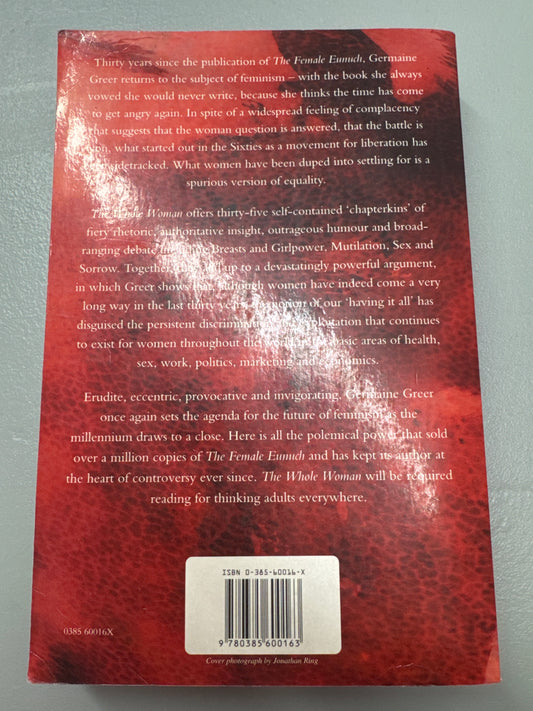 Thirty years since the publication of The Female Eunuch, Germaine
Greer returns to the subject of feminism – with the book she always
vowed she would never write, because she thinks the time has come
to get angry again. In spite of a widespread feeling of complacency
that suggests that the woman question is answered, that the battle is
won, what started out in the Sixties as a movement for liberation has
sidetracked. What women have been duped into settling for is a
spurious version of equality.
The Whole Woman offers thirty-five self-contained ‘chapterkins’ of
fiery rhetoric, authoritative insight, outrageous humour and broad-
ranging debate Breasts and Girlpower, Mutilation, Sex and
Sorrow. Together up to a devastatingly powerful argument,
in which Greer shows that although women have indeed come a very
long way in the last thirty years, notion of our ‘having it all’ has
disguised the persistent discrimination exploitation that continues
to exist for women throughout the world in basic areas of health,
sex, work, politics, marketing and economics.
Erudite, eccentric, provocative and invigorating, Germaine Greer
once again sets the agenda for the future of feminism as the
millennium draws to a close. Here is all the polemical power that sold
over a million copies of The Female Eunuch and has kept its author at
the heart of controversy ever since. The Whole Woman will be required
reading for thinking adults everywhere.
ISBN 0-385-60016-X
9 780385 600163
0385 60016X
Cover photograph by Jonathan Ring